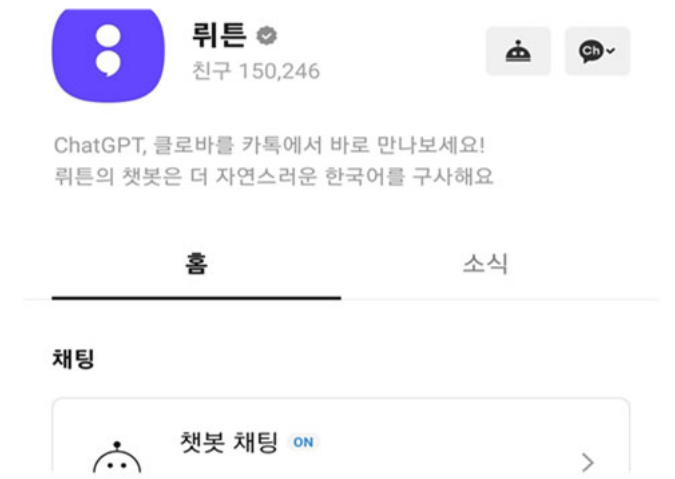 뤼튼
친구 150,246
Ch
ChatGPT, 클로바를 카톡에서 바로 만나보세요!
뤼튼의 챗봇은 더 자연스러운 한국어를 구사해요
홈
소식
채팅
챗봇 채팅 ON